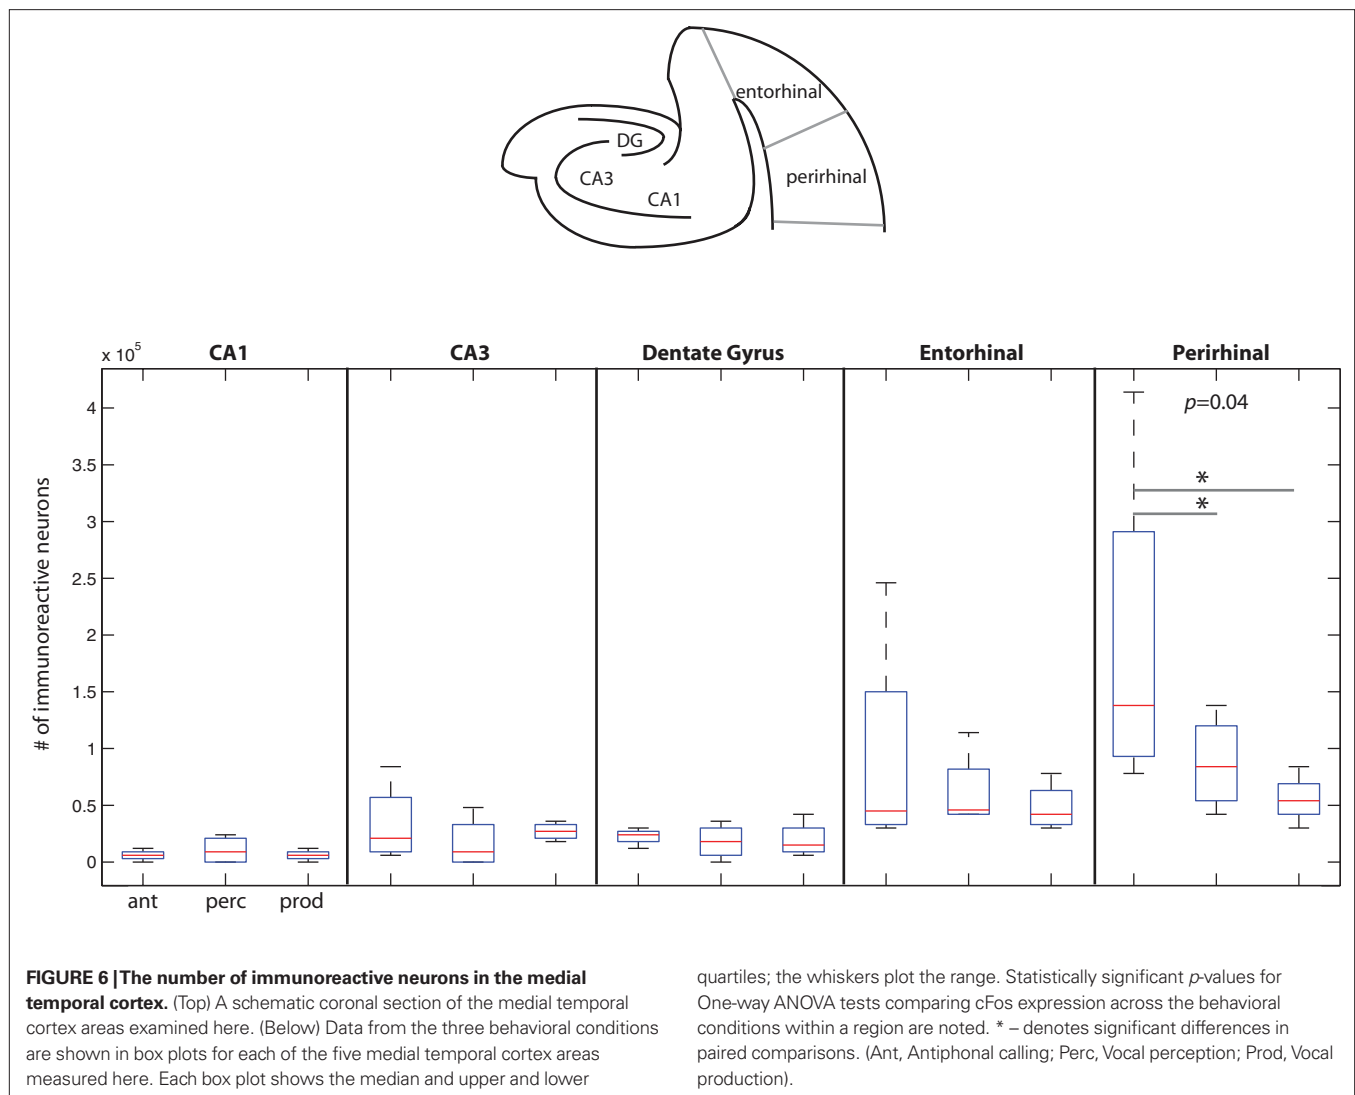 entorhinal
DG
CA3
perirhinal
CA1
x 10⁵
CA1
CA3
Dentate Gyrus
Entorhinal
Perirhinal
# of immunoreactive neurons
4
3.5
3
2.5
2
1.5
1
0.5
0
p=0.04
*
*
ant perc prod
FIGURE 6 | The number of immunoreactive neurons in the medial
temporal cortex. (Top) A schematic coronal section of the medial temporal
cortex areas examined here. (Below) Data from the three behavioral conditions
are shown in box plots for each of the five medial temporal cortex areas
measured here. Each box plot shows the median and upper and lower
quartiles; the whiskers plot the range. Statistically significant p-values for
One-way ANOVA tests comparing cFos expression across the behavioral
conditions within a region are noted. * – denotes significant differences in
paired comparisons. (Ant, Antiphonal calling; Perc, Vocal perception; Prod, Vocal
production).